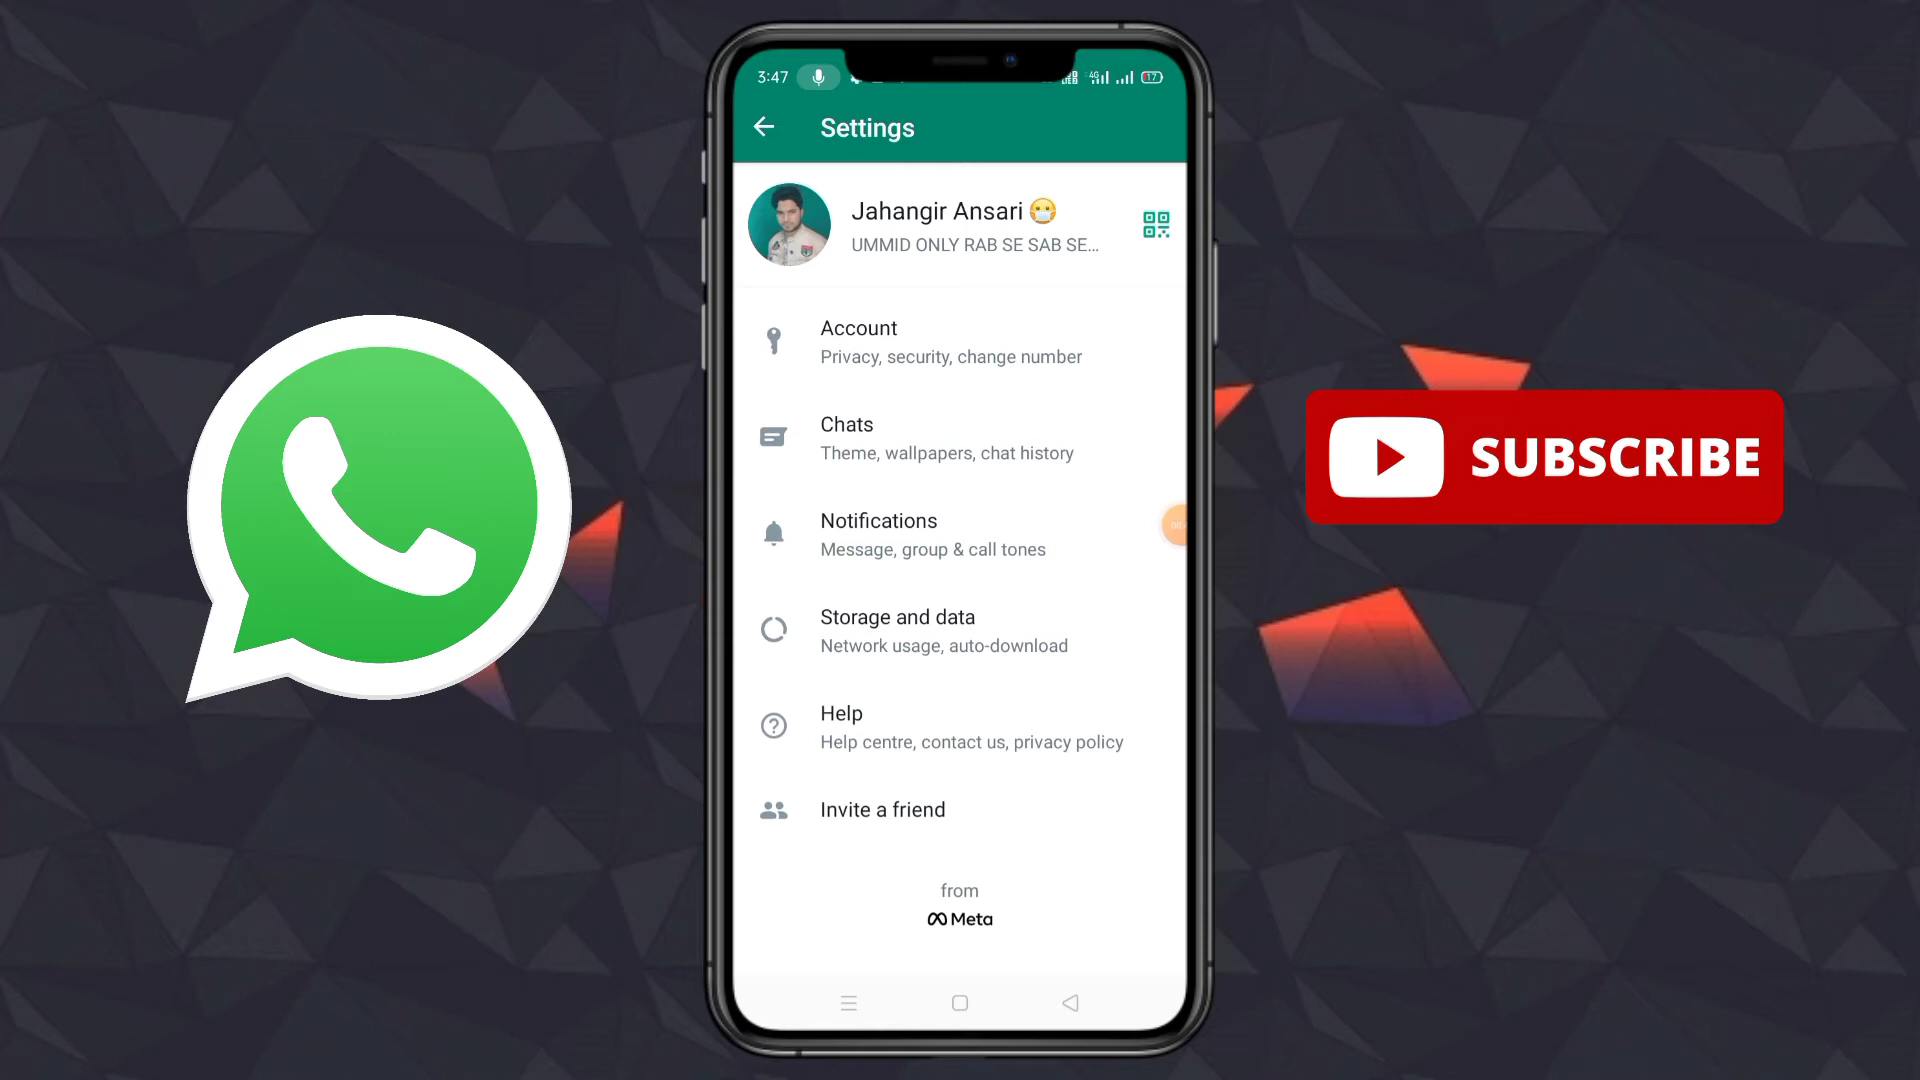 3:47
4G
17
Settings
Jahangir Ansari
UMMID ONLY RAB SE SAB SE...
Account
Privacy, security, change number
Chats
Theme, wallpapers, chat history
SUBSCRIBE
Notifications
Message, group & call tones
Storage and data
Network usage, auto-download
Help
Help centre, contact us, privacy policy
Invite a friend
from
Meta